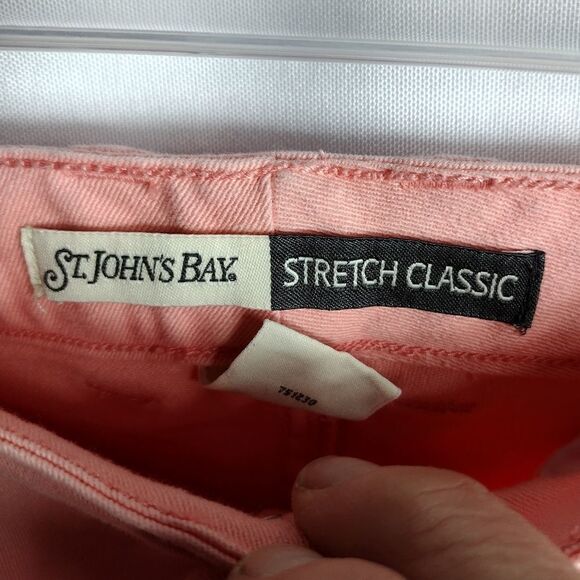 ST. JOHN'S BAY. STRETCH CLASSIC
751230